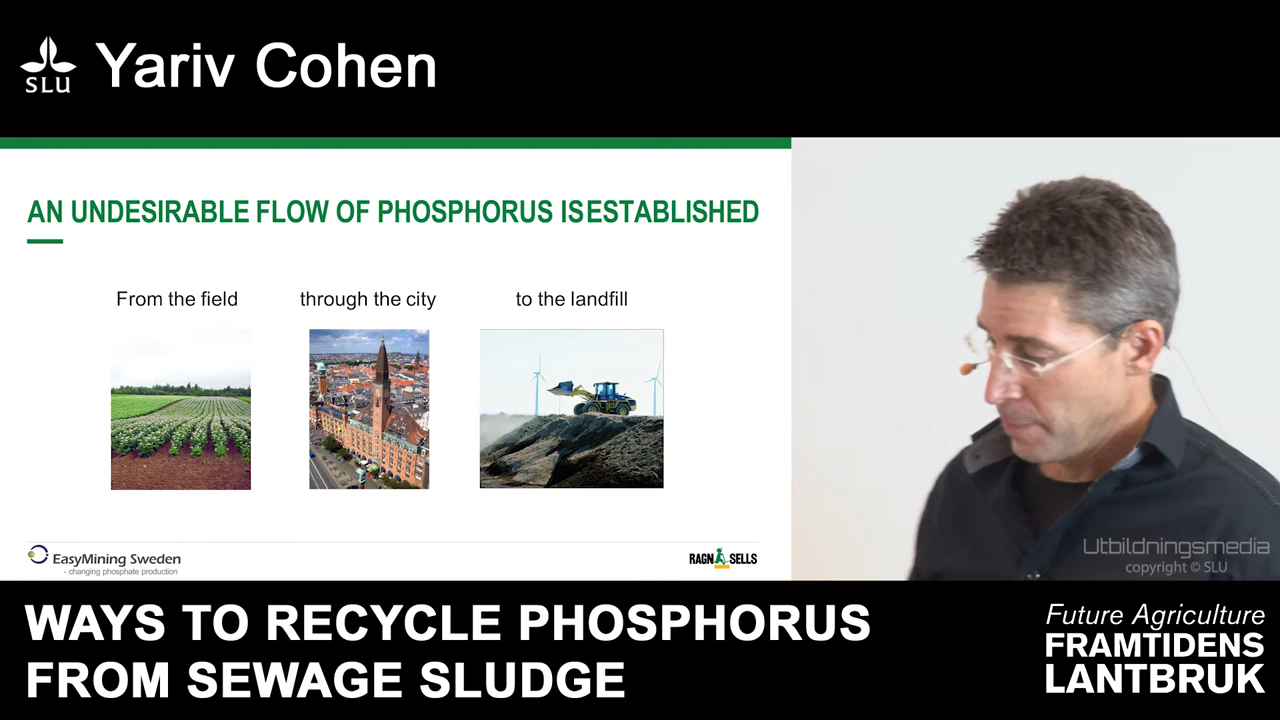 SLU
Yariv Cohen
AN UNDESIRABLE FLOW OF PHOSPHORUS IS ESTABLISHED
From the field
through the city
to the landfill
EasyMining Sweden
- changing phosphate production
RAGN SELLS
Utbildningsmedia
copyright © SLU
WAYS TO RECYCLE PHOSPHORUS
FROM SEWAGE SLUDGE
Future Agriculture
FRAMTIDENS
LANTBRUK